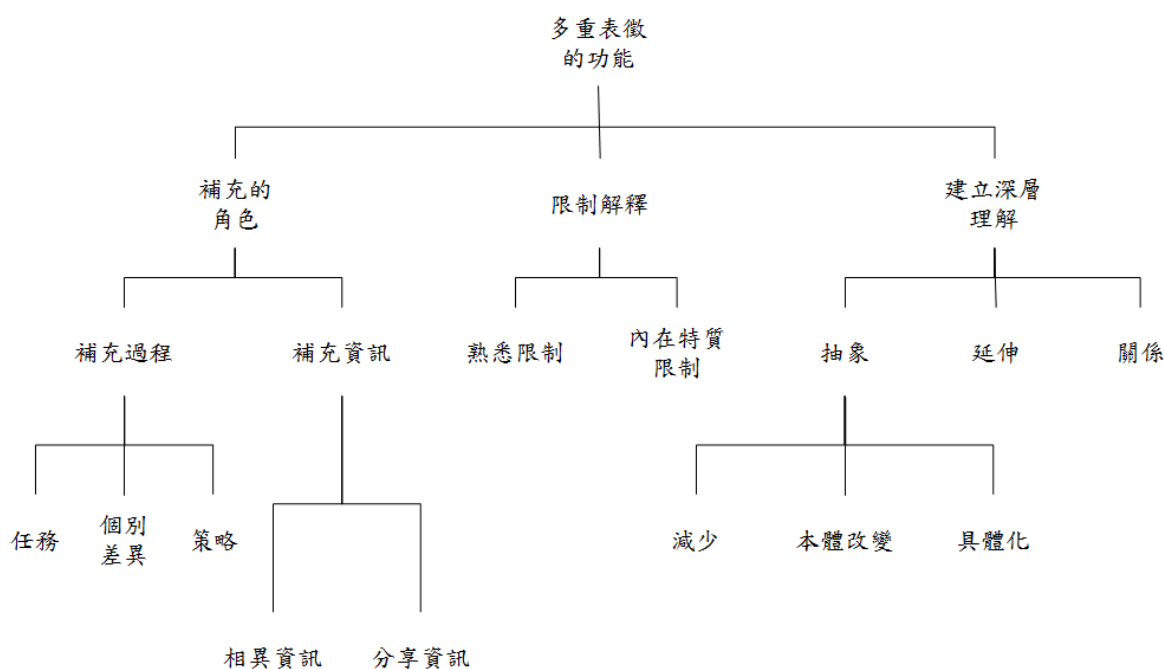 多重表徵
的功能
補充的
角色
限制解釋
建立深層
理解
補充過程
補充資訊
熟悉限制
內在特質
限制
抽象
延伸
關係
任務
個別
差異
策略
減少
本體改變
具體化
相異資訊
分享資訊